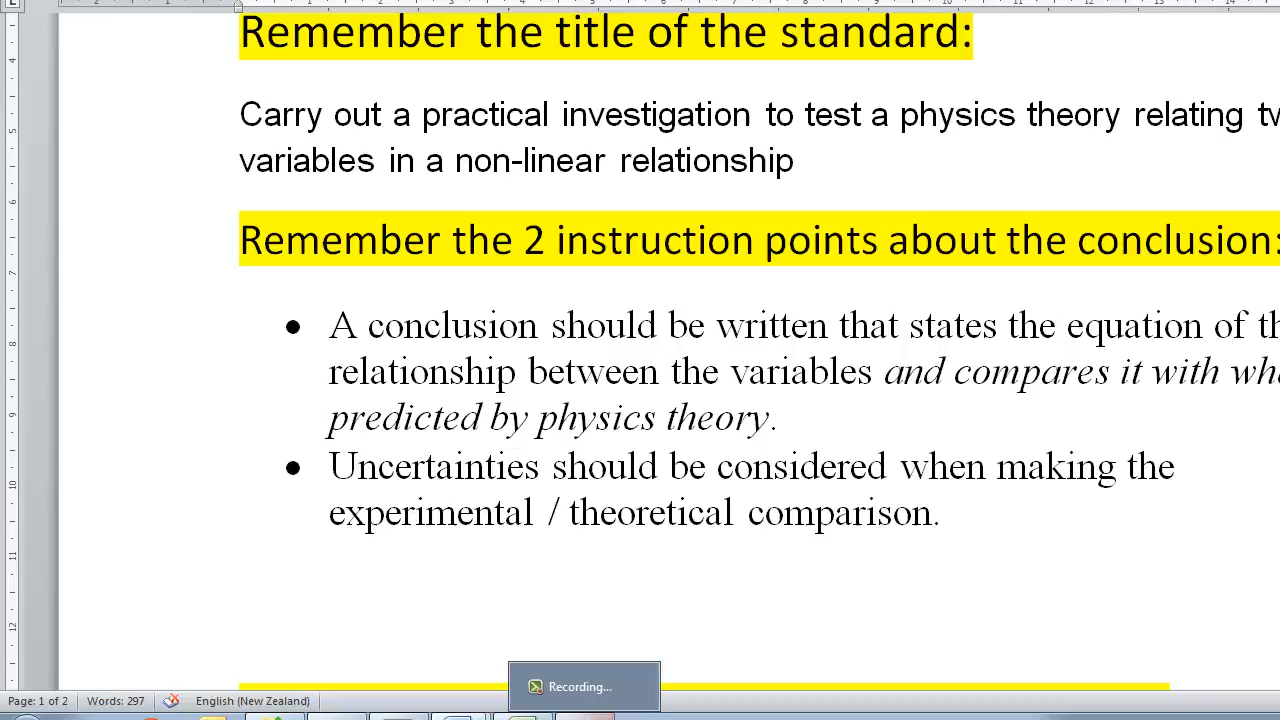 Remember the title of the standard:
Carry out a practical investigation to test a physics theory relating
variables in a non-linear relationship
Remember the 2 instruction points about the conclusion:
• A conclusion should be written that states the equation of
relationship between the variables and compares it with
predicted by physics theory.
• Uncertainties should be considered when making the
experimental / theoretical comparison.
Recording...
Page: 1 of 2 Words: 297 English (New Zealand)